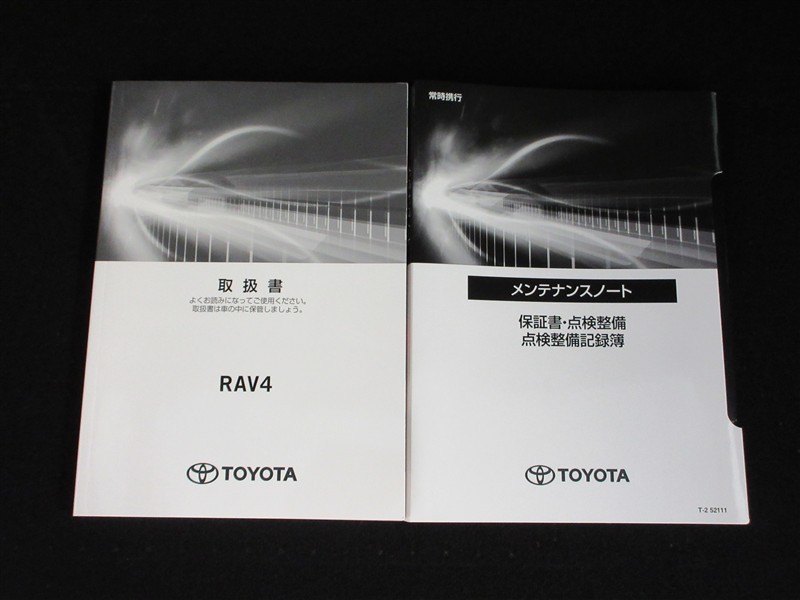 取扱書
よくお読みになってご使用ください。
取扱書は車の中に保管しましょう。
RAV4
TOYOTA
常時携行
メンテナンスノート
保証書・点検整備
点検整備記録簿
TOYOTA
T-2 52111